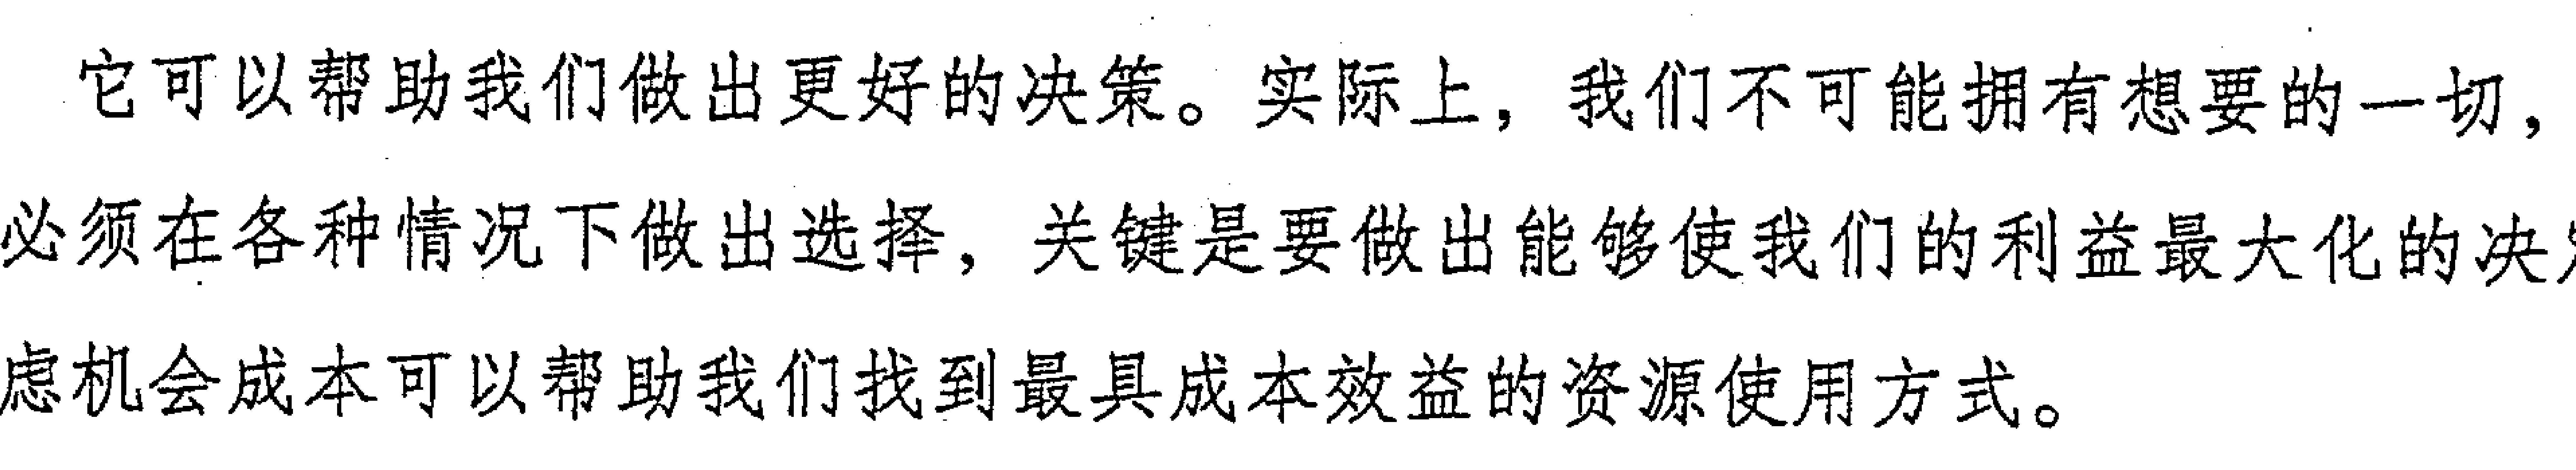 它可以帮助我们做出更好的决策。实际上，我们不可能拥有想要的一切，
必须在各种情况下做出选择，关键是要做出能够使我们的利益最大化的决
虑机会成本可以帮助我们找到最具成本效益的资源使用方式。